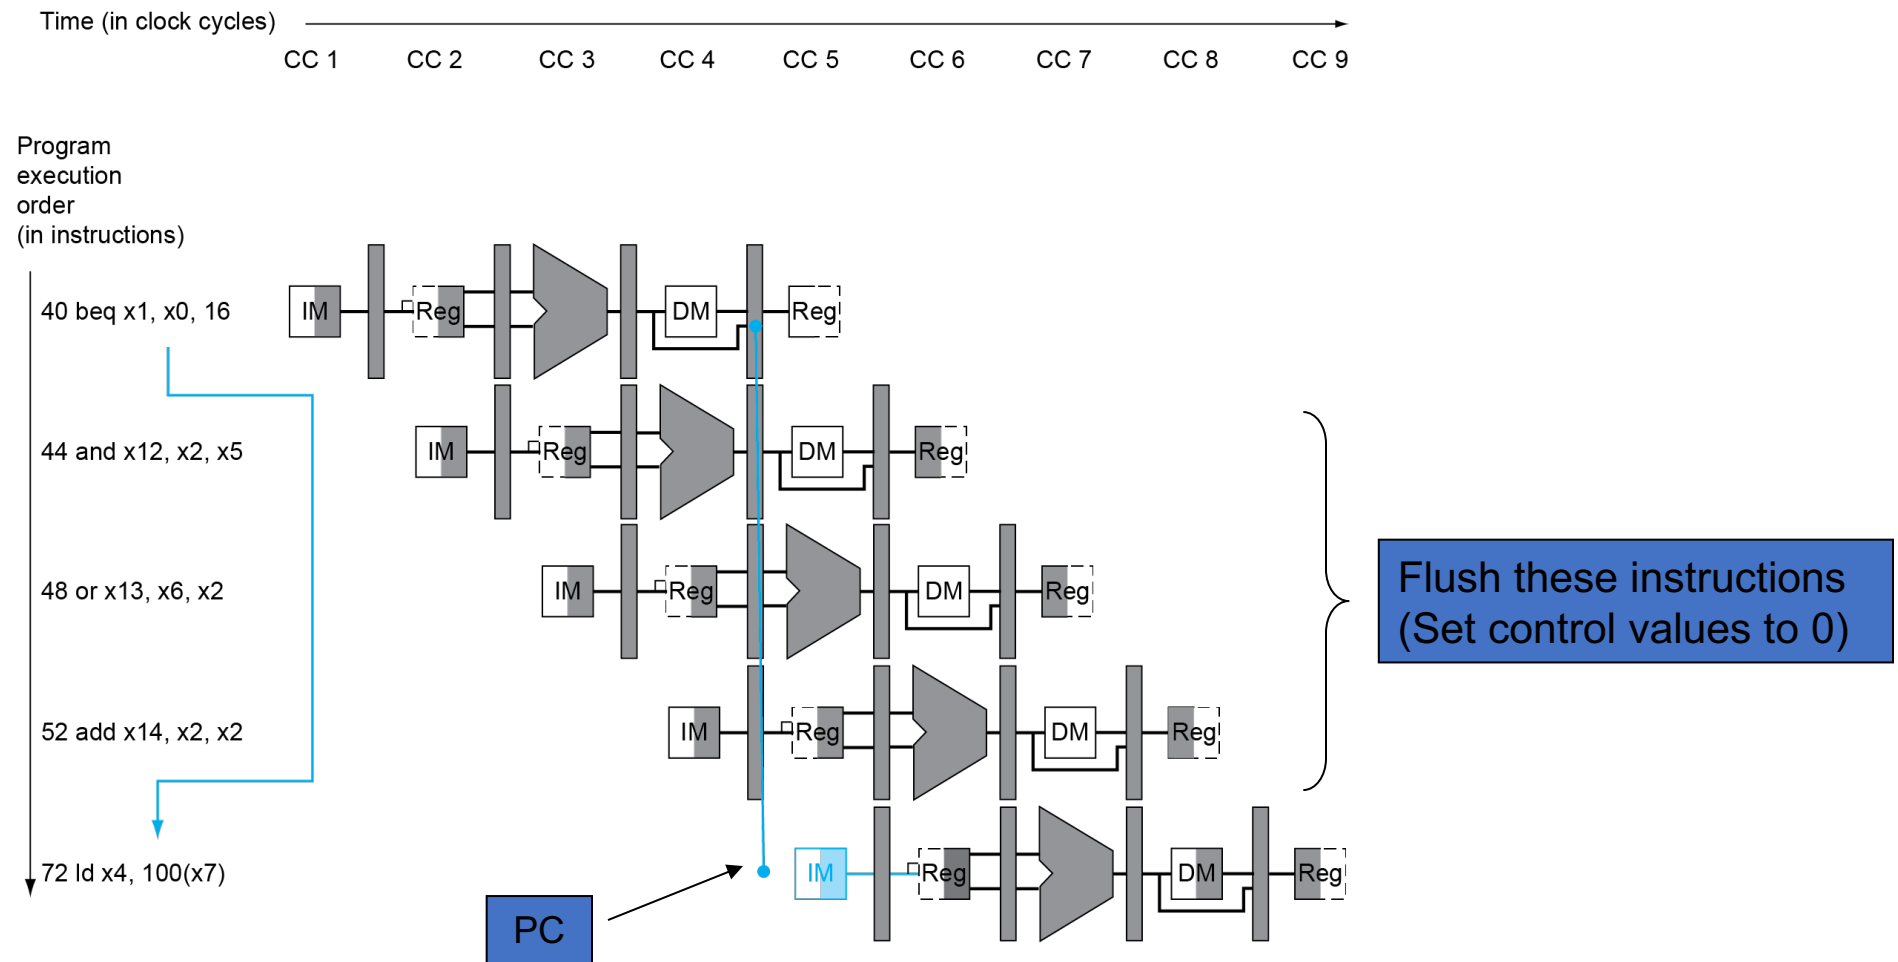 Time (in clock cycles)
CC 1 CC 2 CC 3 CC 4 CC 5 CC 6 CC 7 CC 8 CC 9
Program
execution
order
(in instructions)
40 beq x1, x0, 16
IM Reg DM Reg
44 and x12, x2, x5
IM Reg DM Reg
48 or x13, x6, x2
IM Reg DM Reg
Flush these instructions
(Set control values to 0)
52 add x14, x2, x2
IM Reg DM Reg
72 ld x4, 100(x7)
IM Reg DM Reg
PC